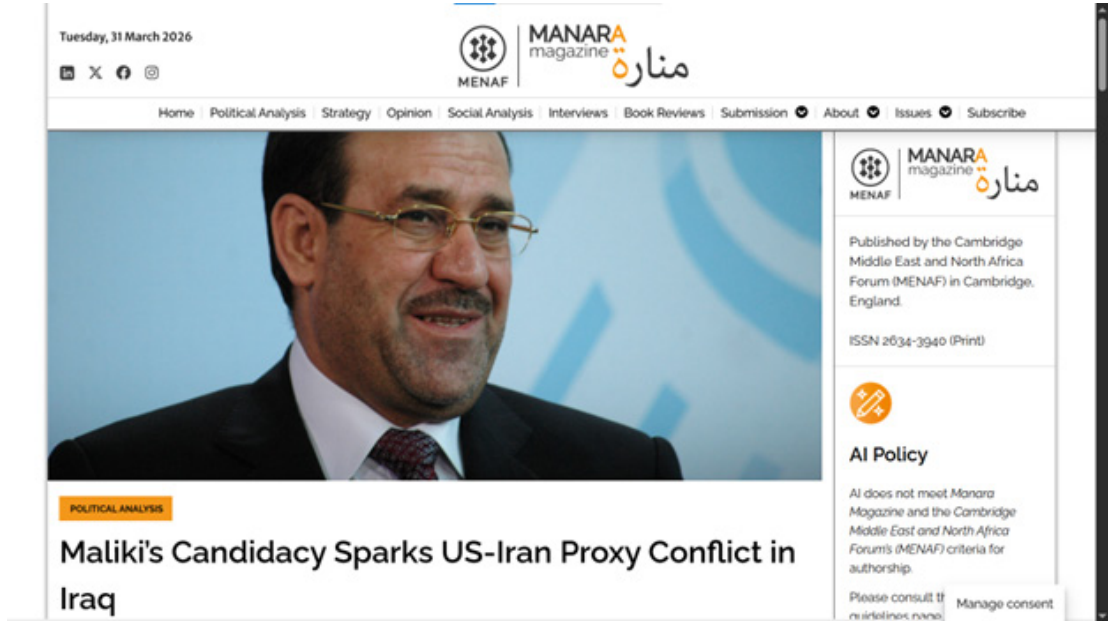 Tuesday, 31 March 2026
MENAF
MANARA
magazine
منارة
Home
Political Analysis
Strategy
Opinion
Social Analysis
Interviews
Book Reviews
Submission
About
Issues
Subscribe
POLITICAL ANALYSIS
Maliki's Candidacy Sparks US-Iran Proxy Conflict in
Iraq
MENAF
MANARA
magazine
منارة
Published by the Cambridge
Middle East and North Africa
Forum (MENAF) in Cambridge,
England.
ISSN 2634-3940 (Print)
AI Policy
AI does not meet Manara
Magazine and the Cambridge
Middle East and North Africa
Forum's (MENAF) criteria for
authorship.
Please consult
guidelines page
Manage consent